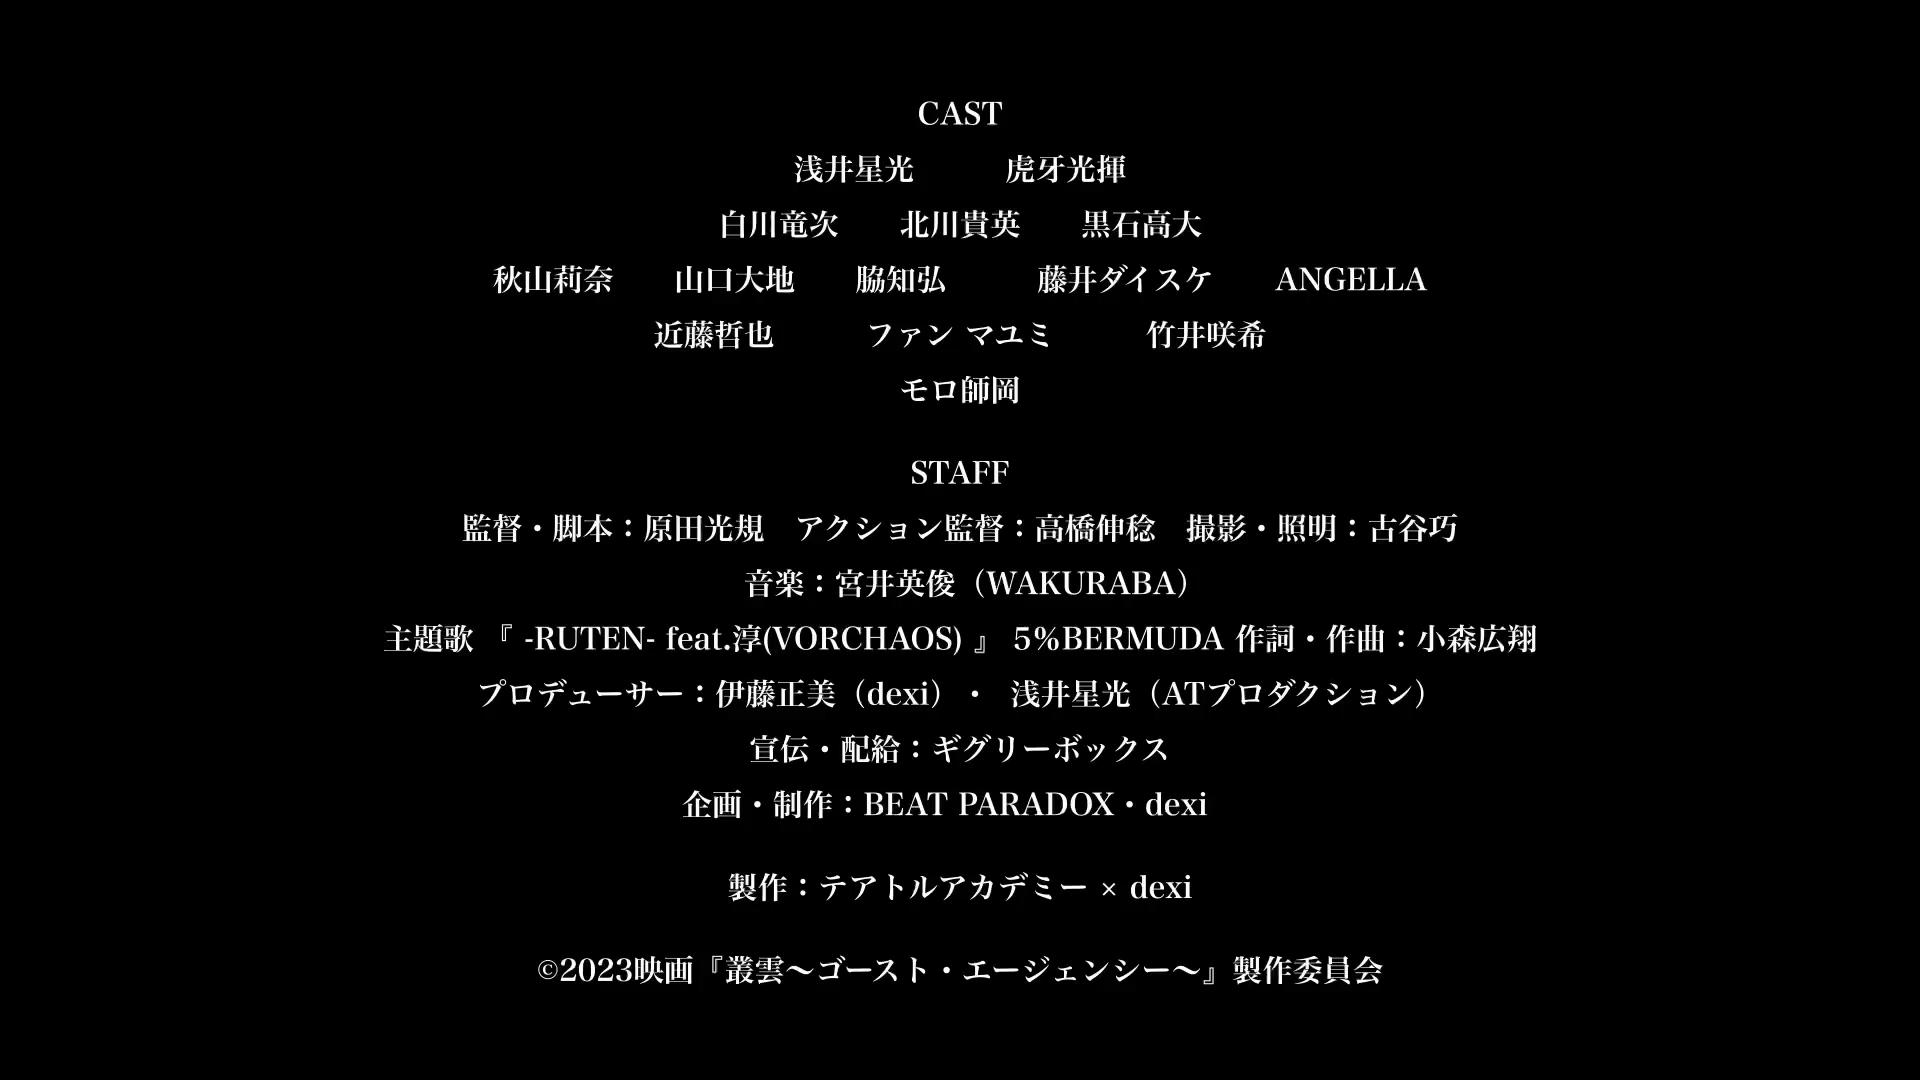 CAST
浅井星光 虎牙光揮
白川竜次 北川貴英 黒石高大
秋山莉奈 山口大地 脇知弘 藤井ダイスケ ANGELLA
近藤哲也 ファン マユミ 竹井咲希
モロ師岡
STAFF
監督・脚本：原田光規 アクション監督：高橋伸稔 撮影・照明：古谷巧
音楽：宮井英俊（WAKURABA）
主題歌 『 -RUTEN- feat.淳(VORCHAOS) 』 5%BERMUDA 作詞・作曲：小森広翔
プロデューサー：伊藤正美（dexi）・ 浅井星光（ATプロダクション）
宣伝・配給：ギグリーボックス
企画・制作：BEAT PARADOX・dexi
製作：テアトルアカデミー × dexi
©2023映画『叢雲～ゴースト・エージェンシー～』製作委員会